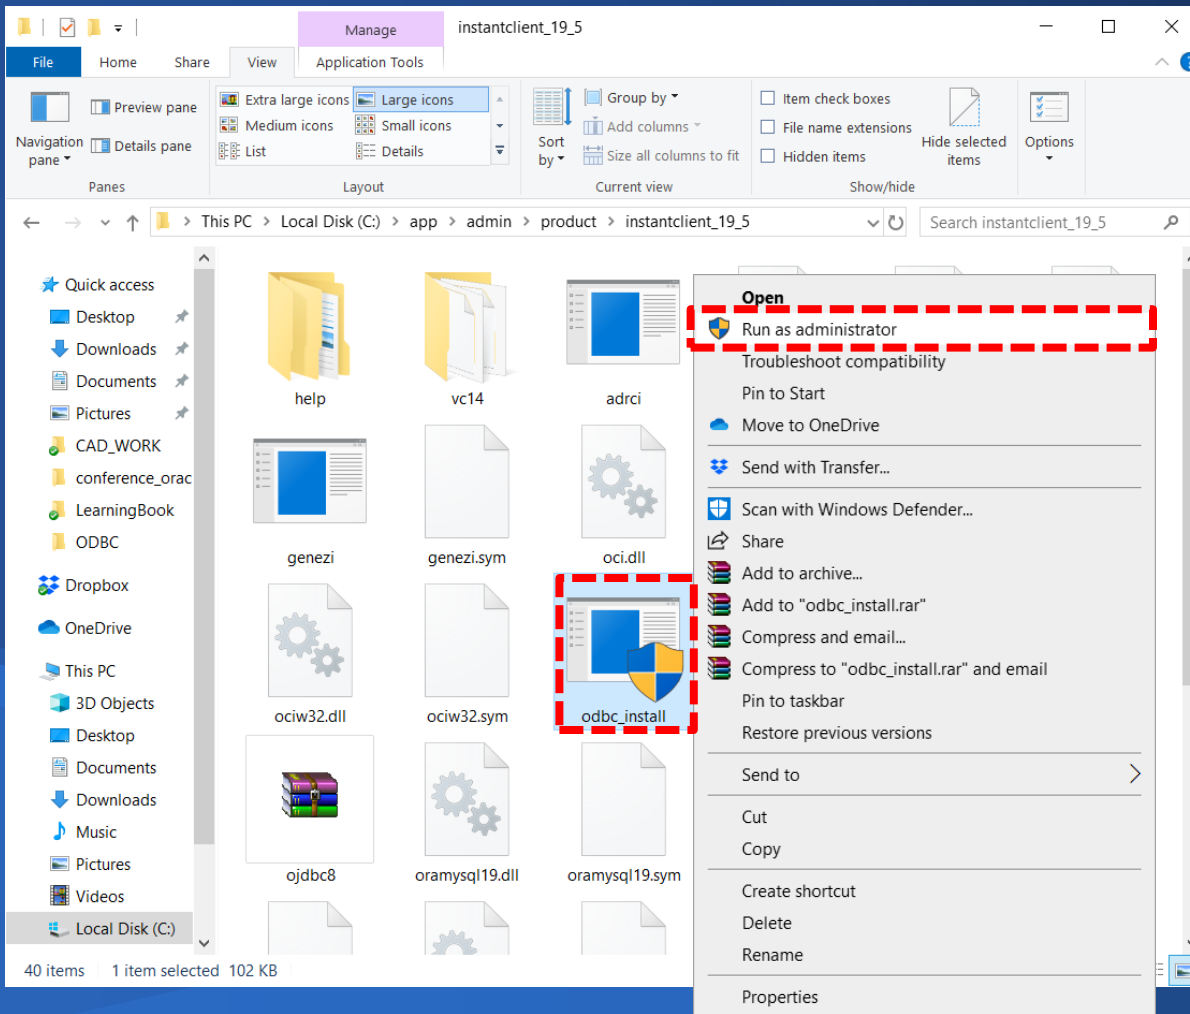 Manage
instantclient_19_5
File
Home
Share
View
Application Tools
Navigation pane
Preview pane
Details pane
Panes
Extra large icons
Large icons
Medium icons
Small icons
List
Details
Layout
Sort by
Group by
Add columns
Size all columns to fit
Current view
Item check boxes
File name extensions
Hidden items
Hide selected items
Show/hide
Options
This PC > Local Disk (C:) > app > admin > product > instantclient_19_5
Search instantclient_19_5
Quick access
Desktop
Downloads
Documents
Pictures
CAD_WORK
conference_orac
LearningBook
ODBC
Dropbox
OneDrive
This PC
3D Objects
Desktop
Documents
Downloads
Music
Pictures
Videos
Local Disk (C:)
help
vc14
adrci
genezi
genezi.sym
oci.dll
ociw32.dll
ociw32.sym
odbc_install
ojdbc8
oramysql19.dll
oramysql19.sym
Open
Run as administrator
Troubleshoot compatibility
Pin to Start
Move to OneDrive
Send with Transfer...
Scan with Windows Defender...
Share
Add to archive...
Add to "odbc_install.rar"
Compress and email...
Compress to "odbc_install.rar" and email
Pin to taskbar
Restore previous versions
Send to
Cut
Copy
Create shortcut
Delete
Rename
Properties
40 items
1 item selected 102 KB